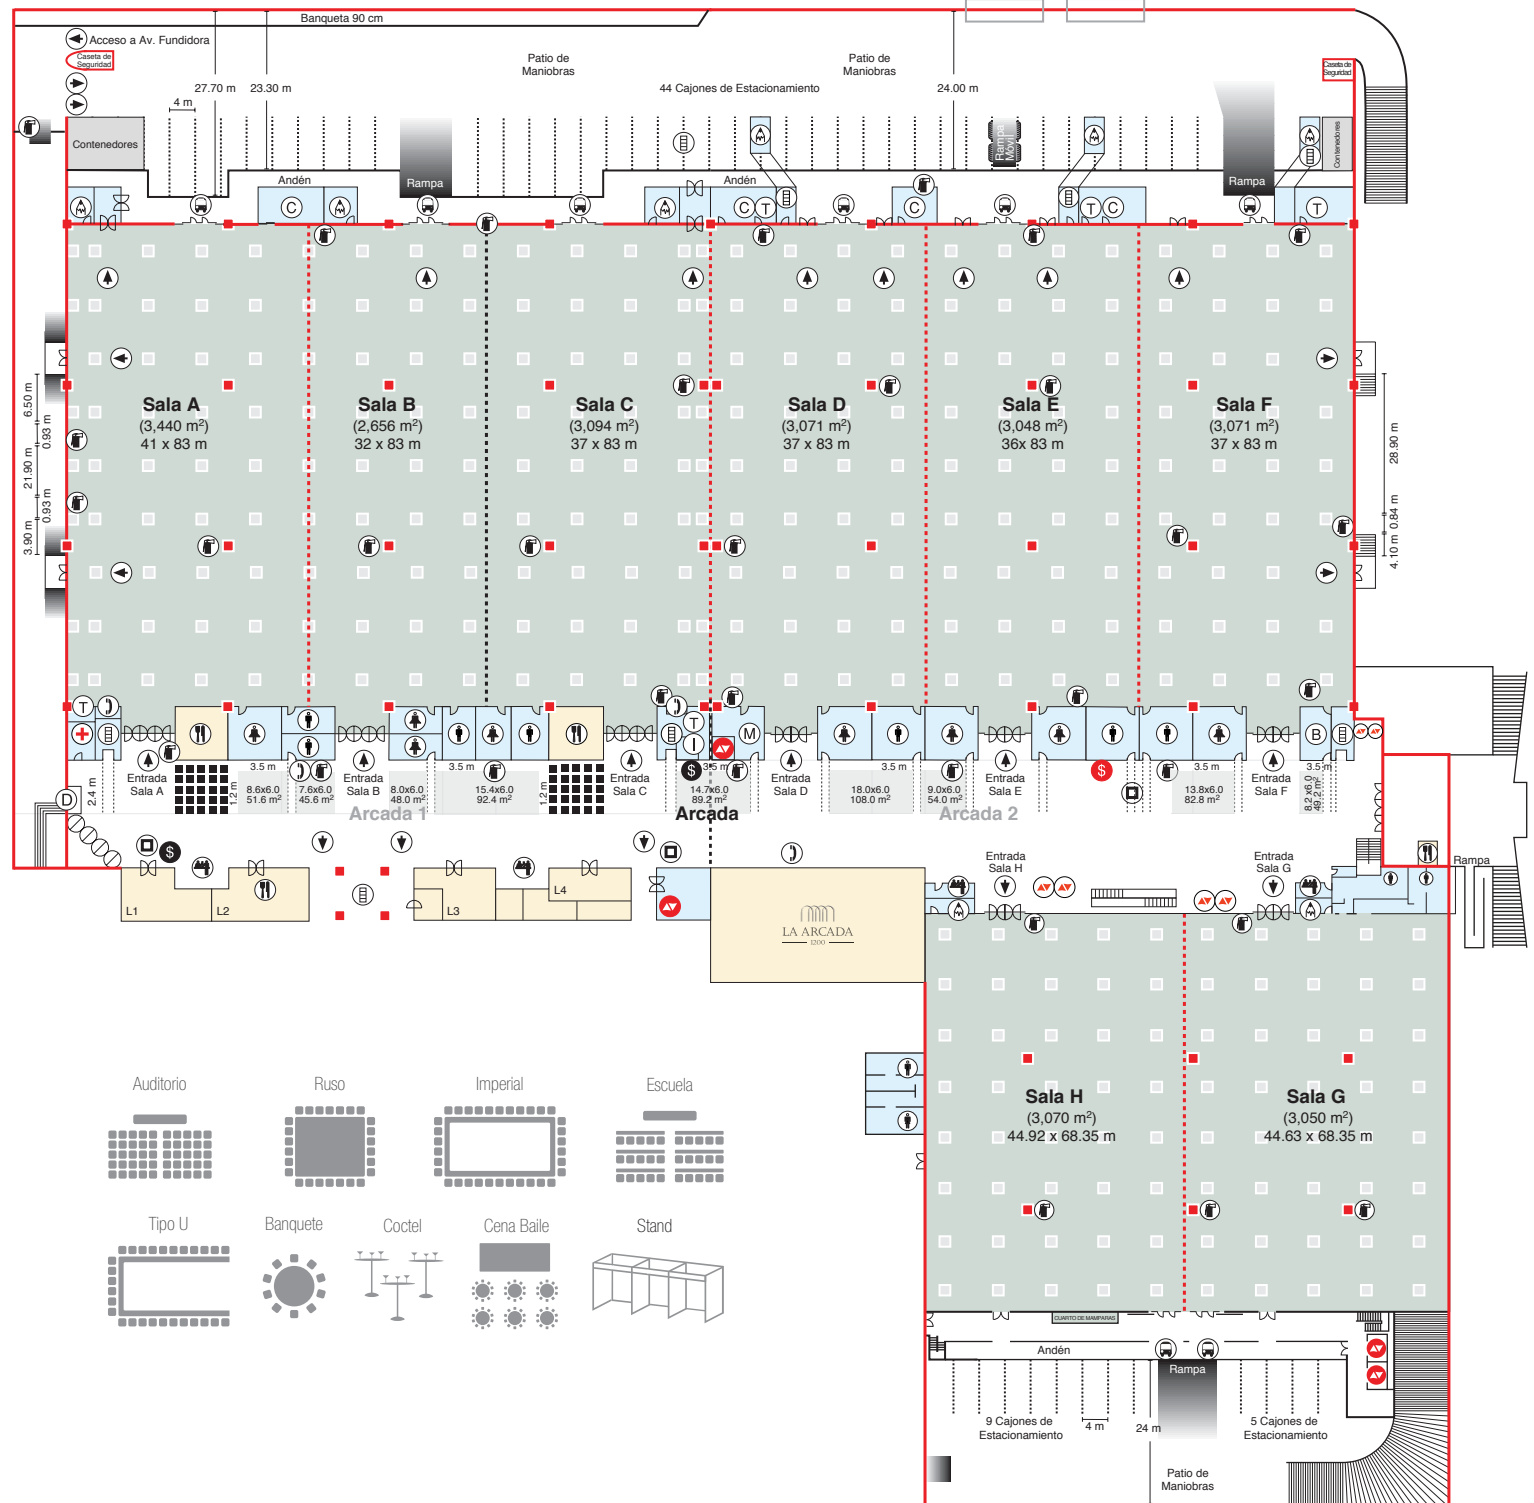 Banqueta 90 cm
Acceso a Av. Fundidora
Caseta de
Seguridad
Patio de
Maniobras
Patio de
Maniobras
Caseta de
Seguridad
27.70 m
23.30 m
44 Cajones de Estacionamiento
24.00 m
4 m
Contenedores
Rampa
Rampa
Móvil
Rampa
Contenedores
Andén
Andén
C
C
T
C
T
C
T
Sala A
(3,440 m²)
41 x 83 m
Sala B
(2,656 m²)
32 x 83 m
Sala C
(3,094 m²)
37 x 83 m
Sala D
(3,071 m²)
37 x 83 m
Sala E
(3,048 m²)
36x 83 m
Sala F
(3,071 m²)
37 x 83 m
6.50 m
0.93 m
21.90 m
0.93 m
3.90 m
28.90 m
0.84 m
4.10 m
T
T
I
M
B
D
$
$
$
Entrada
Sala A
Entrada
Sala B
Entrada
Sala C
Entrada
Sala D
Entrada
Sala E
Entrada
Sala F
2.4 m
1.2 m
3.5 m
8.6x6.0
51.6 m²
7.6x6.0
45.6 m²
8.0x6.0
48.0 m²
3.5 m
15.4x6.0
92.4 m²
1.2 m
3.5 m
14.7x6.0
89.2 m²
3.5 m
18.0x6.0
108.0 m²
9.0x6.0
54.0 m²
3.5 m
13.8x6.0
82.8 m²
3.5 m
8.2 x6.0
49.2 m²
Arcada 1
Arcada
Arcada 2
L1
L2
L3
L4
LA ARCADA
1200
Entrada
Sala H
Entrada
Sala G
Rampa
Sala H
(3,070 m²)
44.92 x 68.35 m
Sala G
(3,050 m²)
44.63 x 68.35 m
Auditorio
Ruso
Imperial
Escuela
Tipo U
Banquete
Coctel
Cena Baile
Stand
CUARTO DE MAMPARAS
Andén
Rampa
9 Cajones de
Estacionamiento
4 m
24 m
5 Cajones de
Estacionamiento
Patio de
Maniobras